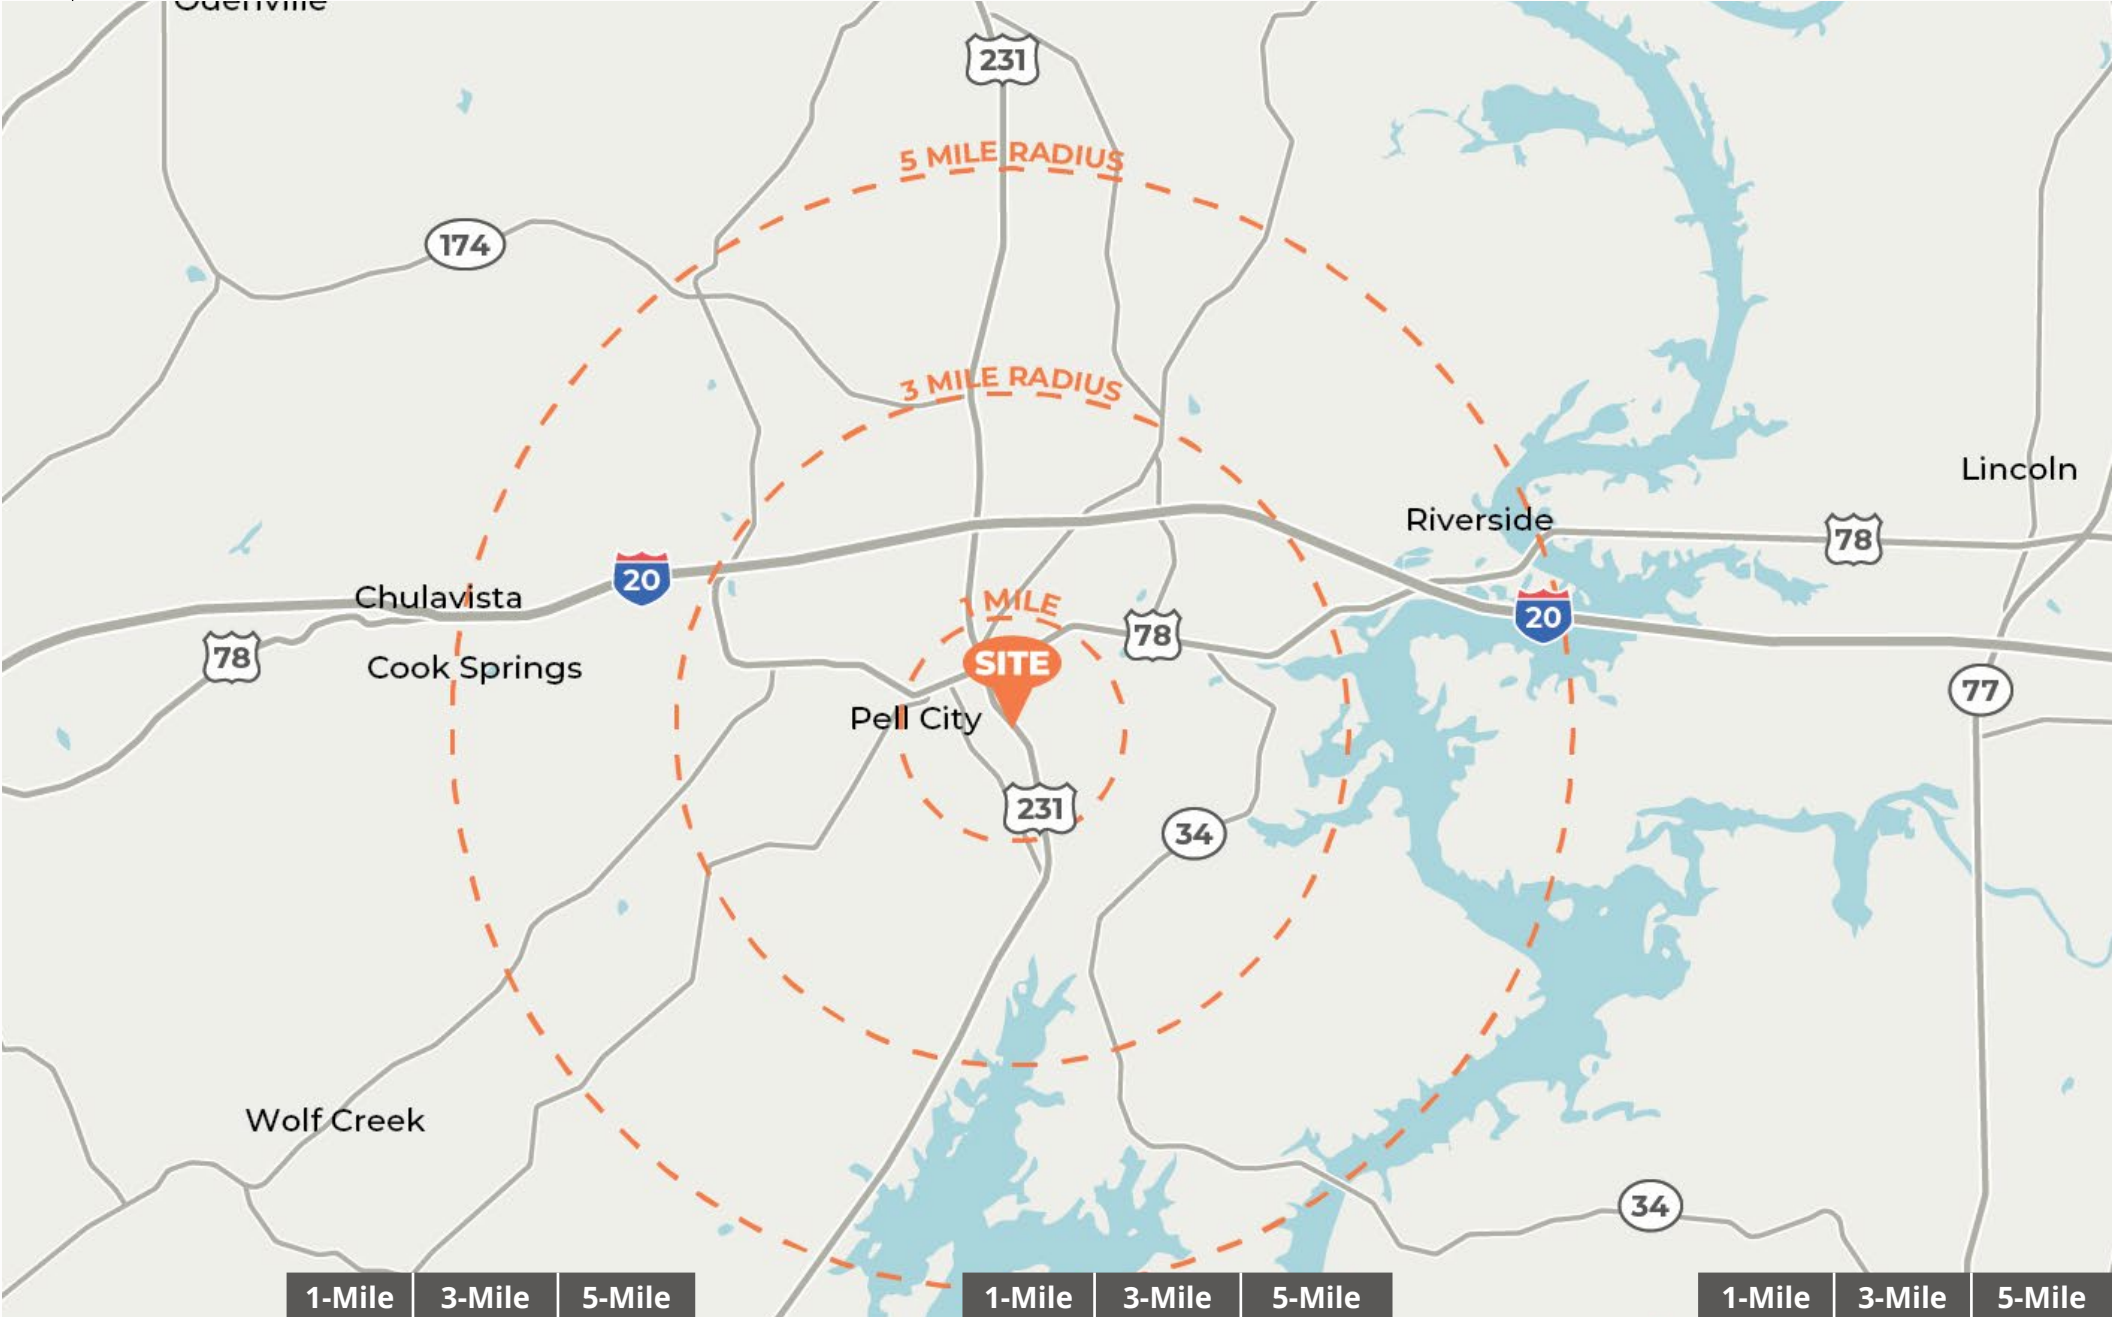 Odenville
231
5 MILE RADIUS
174
3 MILE RADIUS
Lincoln
Riverside
78
20
Chulavista
1 MILE
20
78
78
Cook Springs
SITE
77
Pell City
231
34
Wolf Creek
34
1-Mile 3-Mile 5-Mile
1-Mile 3-Mile 5-Mile
1-Mile 3-Mile 5-Mile